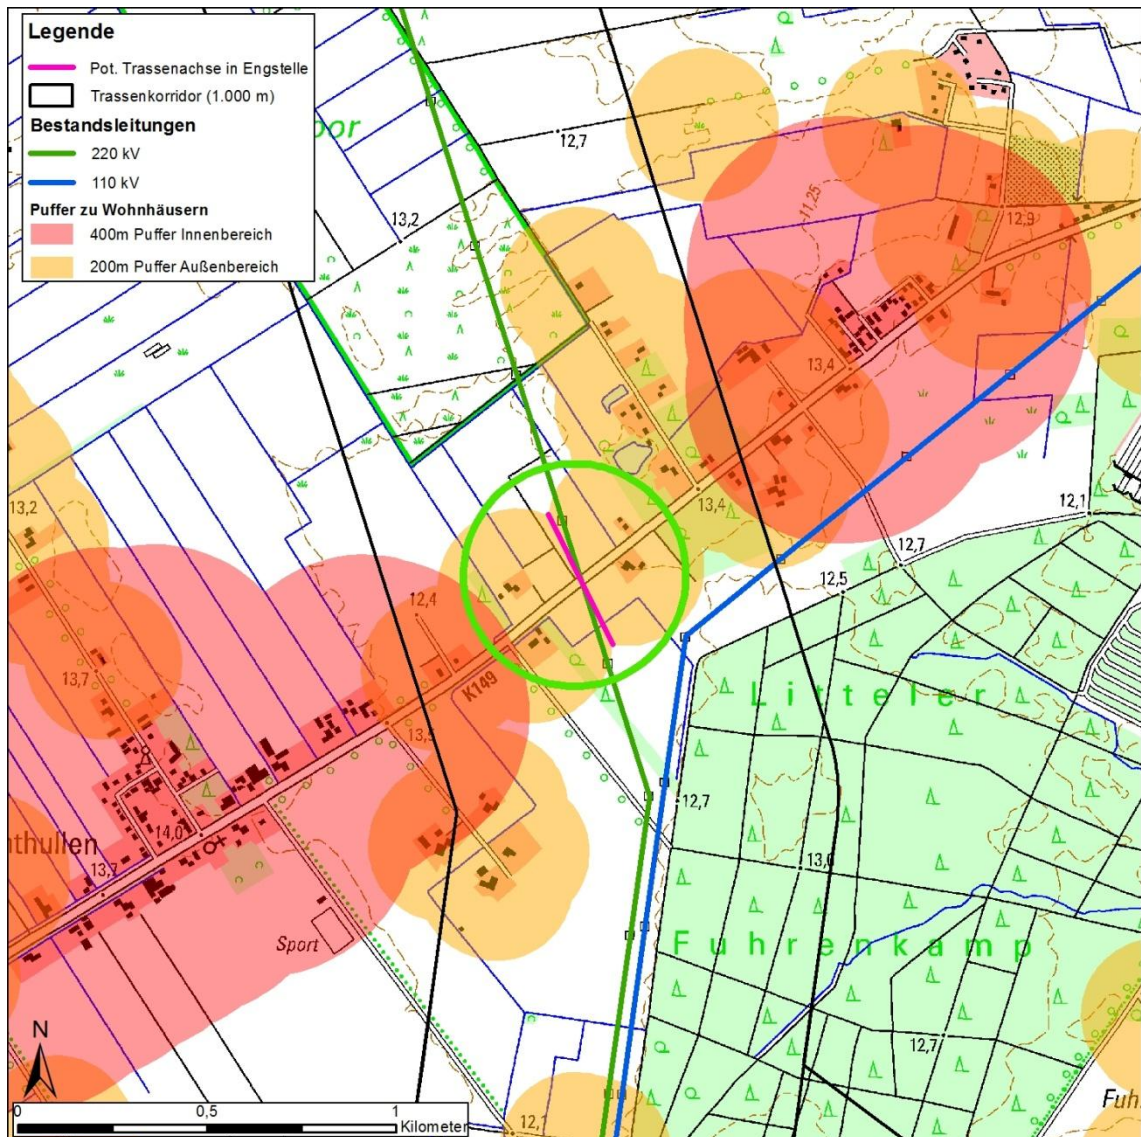 Legende
Pot. Trassenachse in Engstelle
Trassenkorridor (1.000 m)
Bestandsleitungen
220 kV
110 kV
Puffer zu Wohnhäusern
400m Puffer Innenbereich
200m Puffer Außenbereich
oor
12,7
13,2
11,25
12,9
13,4
13,4
13,2
12,1
12,7
12,5
12,4
13,7
K149
Litteler
13,5
12,7
14,0
nthullen
13,7
13,0
Sport
Fuhrenkamp
12,7
N
Fuh
0
0,5
1
Kilometer
12,1